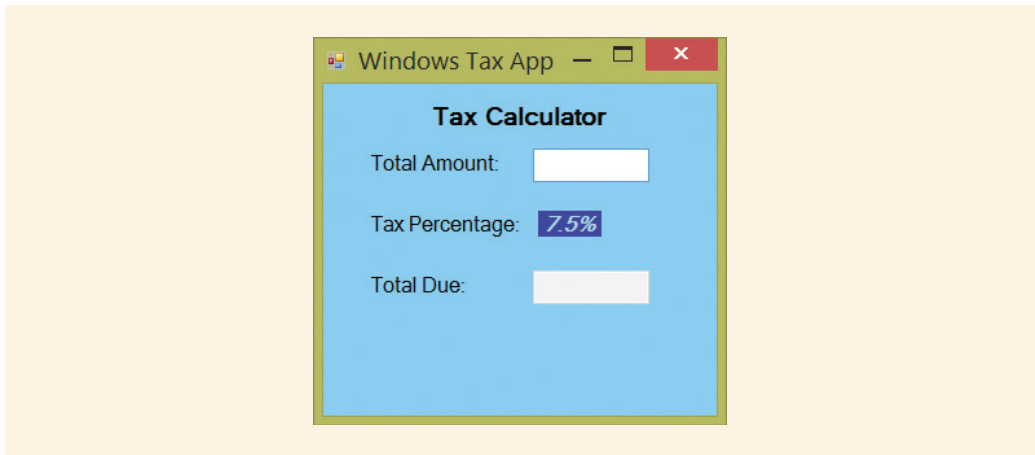 Windows Tax App
Tax Calculator
Total Amount:
Tax Percentage: 7.5%
Total Due: